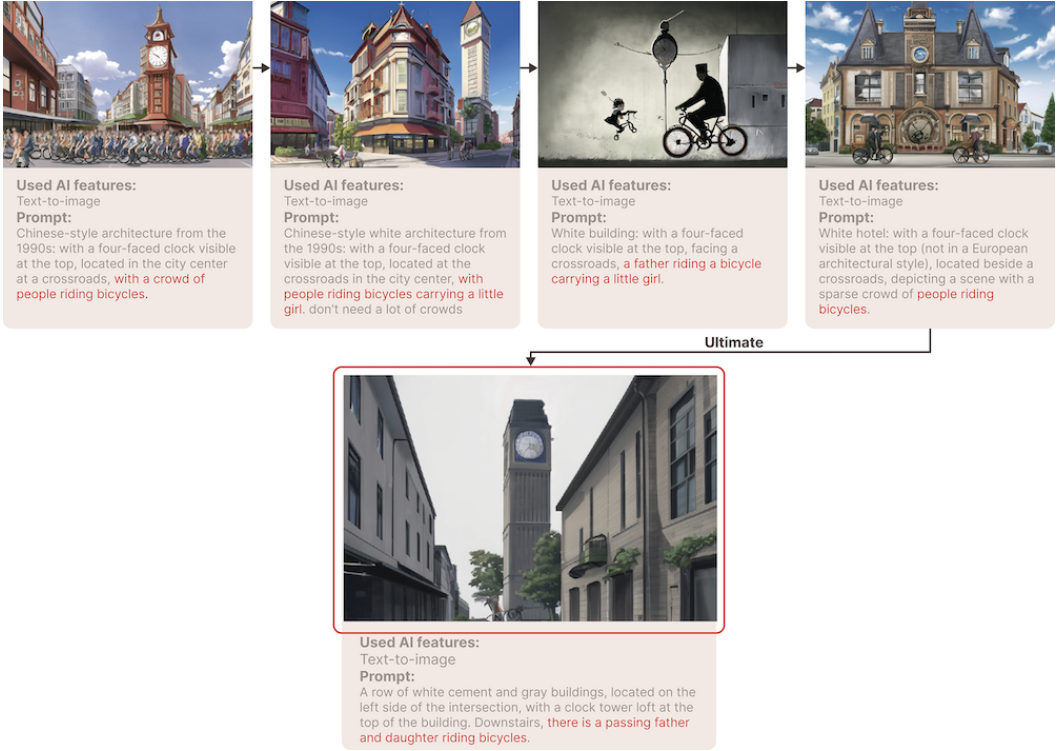 Used AI features:
Text-to-image
Prompt:
Chinese-style architecture from the
1990s: with a four-faced clock visible
at the top, located in the city center
at a crossroads, with a crowd of
people riding bicycles.
Used AI features:
Text-to-image
Prompt:
Chinese-style white architecture from
the 1990s: with a four-faced clock
visible at the top, located at the
crossroads in the city center, with
people riding bicycles carrying a little
girl. don't need a lot of crowds
Used AI features:
Text-to-image
Prompt:
White building: with a four-faced
clock visible at the top, facing a
crossroads, a father riding a bicycle
carrying a little girl.
Used AI features:
Text-to-image
Prompt:
White hotel: with a four-faced clock
visible at the top (not in a European
architectural style), located beside a
crossroads, depicting a scene with a
sparse crowd of people riding
bicycles.
Ultimate
Used AI features:
Text-to-image
Prompt:
A row of white cement and gray buildings, located on the
left side of the intersection, with a clock tower loft at the
top of the building. Downstairs, there is a passing father
and daughter riding bicycles.